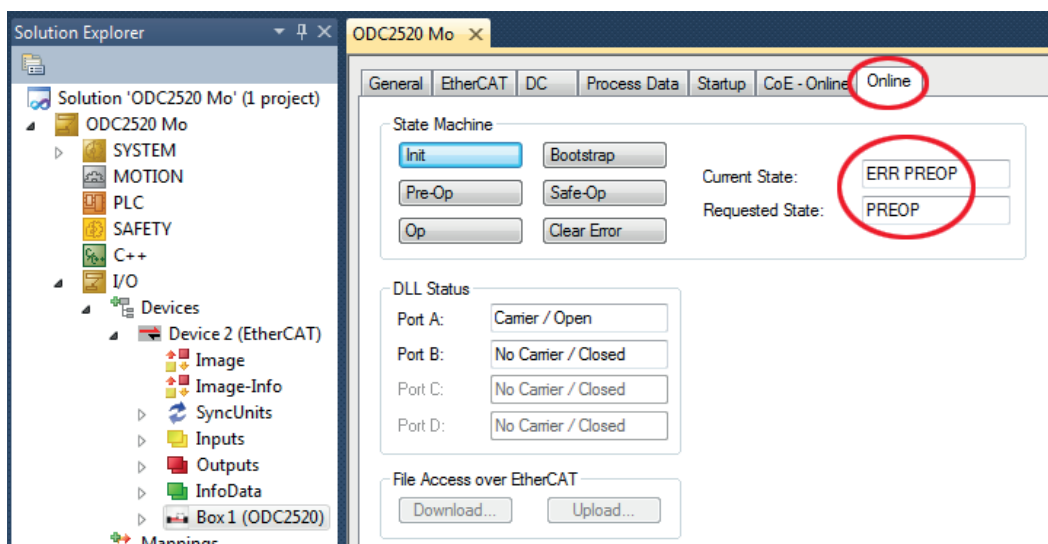 Solution Explorer
Solution 'ODC2520 Mo' (1 project)
ODC2520 Mo
SYSTEM
MOTION
PLC
SAFETY
C++
I/O
Devices
Device 2 (EtherCAT)
Image
Image-Info
SyncUnits
Inputs
Outputs
InfoData
Box 1 (ODC2520)
Mappings
ODC2520 Mo
General EtherCAT DC Process Data Startup CoE - Online Online
State Machine
Init Bootstrap
Pre-Op Safe-Op
Op Clear Error
Current State: ERR PREOP
Requested State: PREOP
DLL Status
Port A: Carrier / Open
Port B: No Carrier / Closed
Port C: No Carrier / Closed
Port D: No Carrier / Closed
File Access over EtherCAT
Download... Upload...